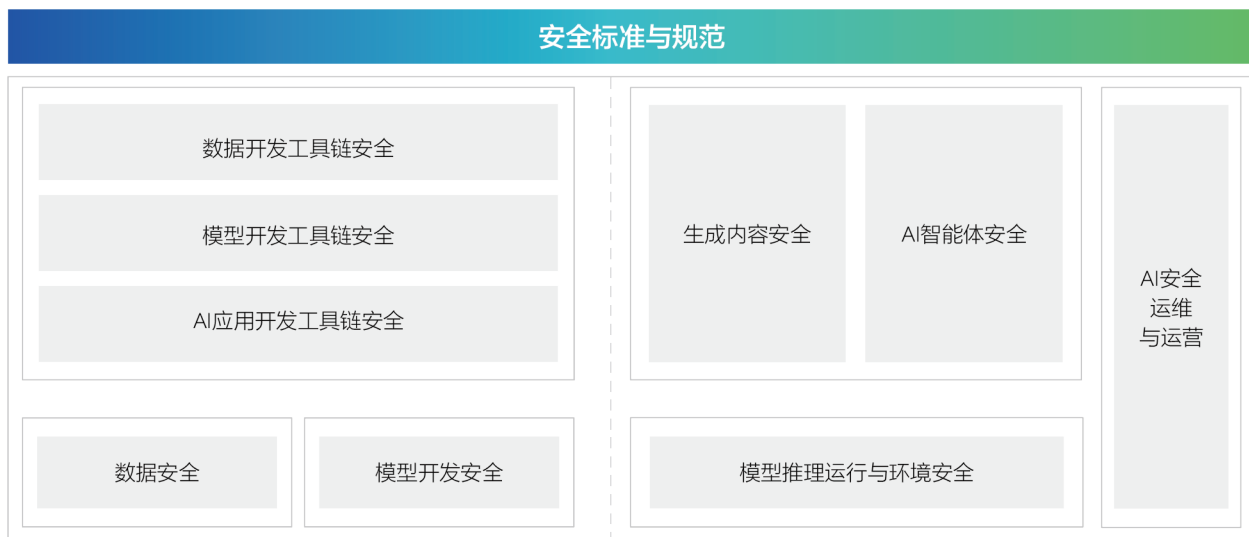 安全标准与规范
数据开发工具链安全
模型开发工具链安全
AI应用开发工具链安全
数据安全
模型开发安全
生成内容安全
AI智能体安全
模型推理运行与环境安全
AI安全
运维
与运营